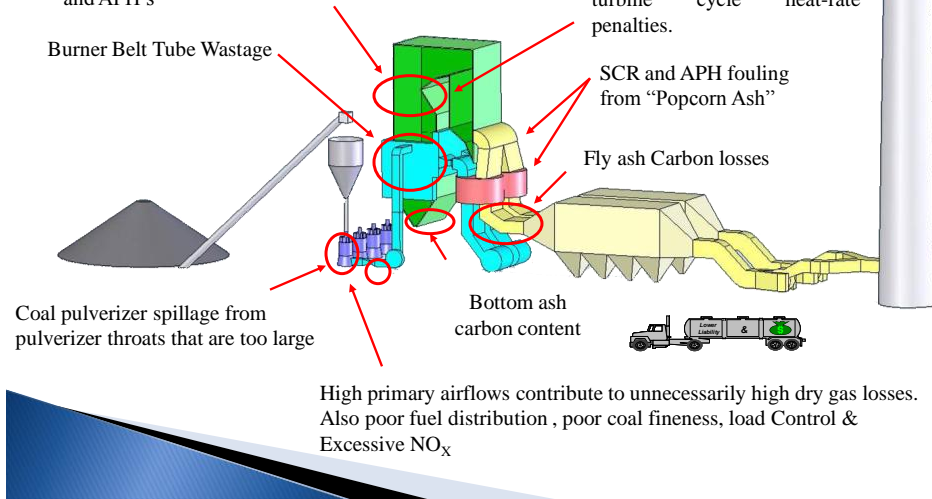 and APH's
turbine cycle heat-rate
penalties.
Burner Belt Tube Wastage
SCR and APH fouling
from “Popcorn Ash”
Fly ash Carbon losses
Coal pulverizer spillage from
pulverizer throats that are too large
Bottom ash
carbon content
Lower
Liability &
$
High primary airflows contribute to unnecessarily high dry gas losses.
Also poor fuel distribution , poor coal fineness, load Control &
Excessive NOX